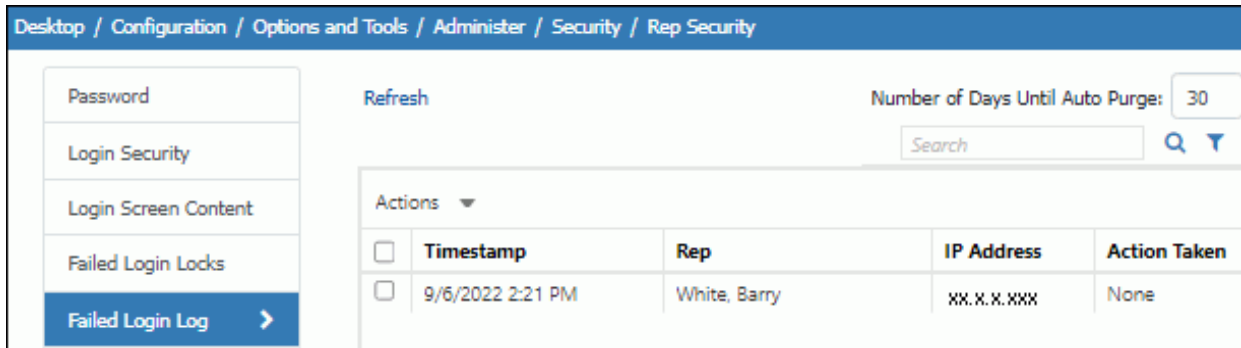 Desktop / Configuration / Options and Tools / Administer / Security / Rep Security
Password
Login Security
Login Screen Content
Failed Login Locks
Failed Login Log
Refresh
Number of Days Until Auto Purge: 30
Search
Actions
Timestamp Rep IP Address Action Taken
9/6/2022 2:21 PM White, Barry xx.x.x.xxx None